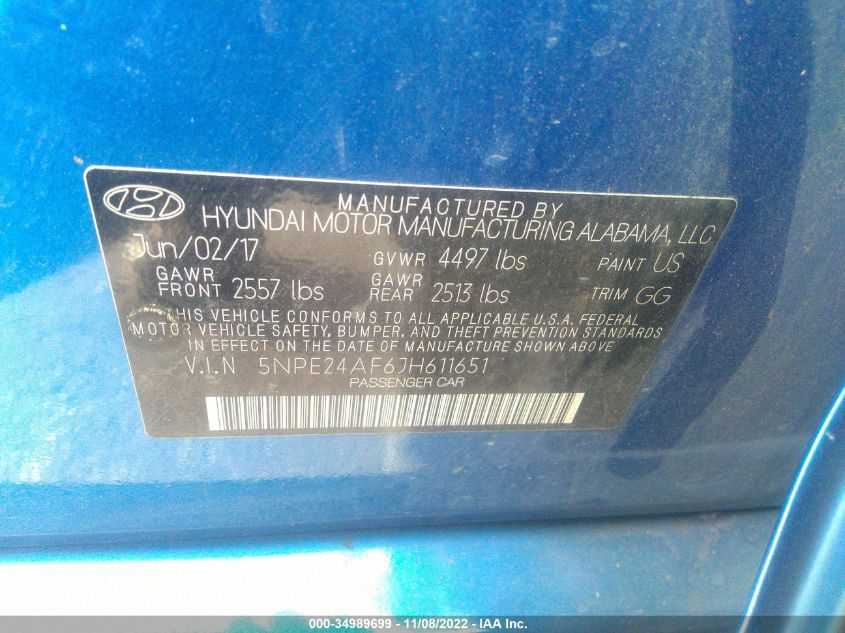 MANUFACTURED BY
HYUNDAI MOTOR MANUFACTURING ALABAMA, LLC
Jun/02/17 GVWR 4497 lbs PAINT US
GAWR FRONT 2557 lbs GAWR REAR 2513 lbs TRIM GG
THIS VEHICLE CONFORMS TO ALL APPLICABLE U.S.A. FEDERAL
MOTOR VEHICLE SAFETY, BUMPER, AND THEFT PREVENTION STANDARDS
IN EFFECT ON THE DATE OF MANUFACTURE SHOWN ABOVE
V.I.N 5NPE24AF6JH611651
PASSENGER CAR
000-34989699 - 11/08/2022 - IAA Inc.